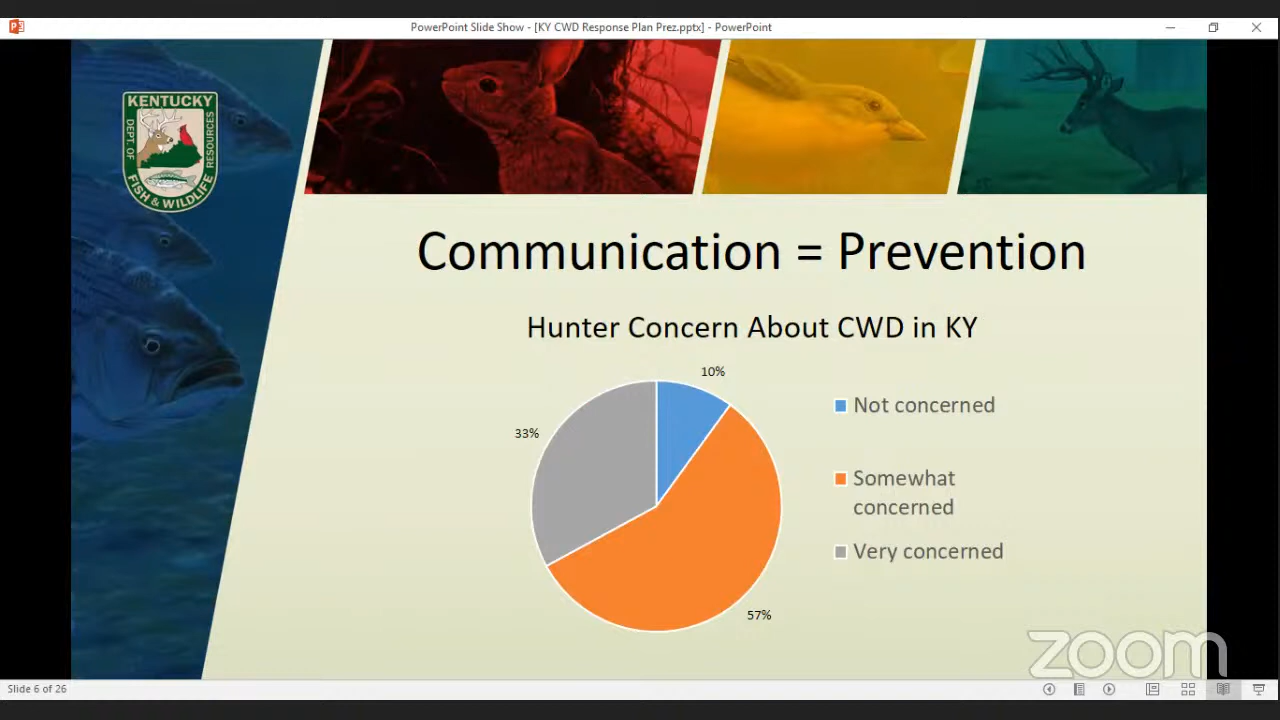 PowerPoint Slide Show - [KY CWD Response Plan Prez.pptx] - PowerPoint
KENTUCKY
DEPT. OF
FISH & WILDLIFE
RESOURCES
Communication = Prevention
Hunter Concern About CWD in KY
10%
33%
57%
Not concerned
Somewhat
concerned
Very concerned
zoom
Slide 6 of 26